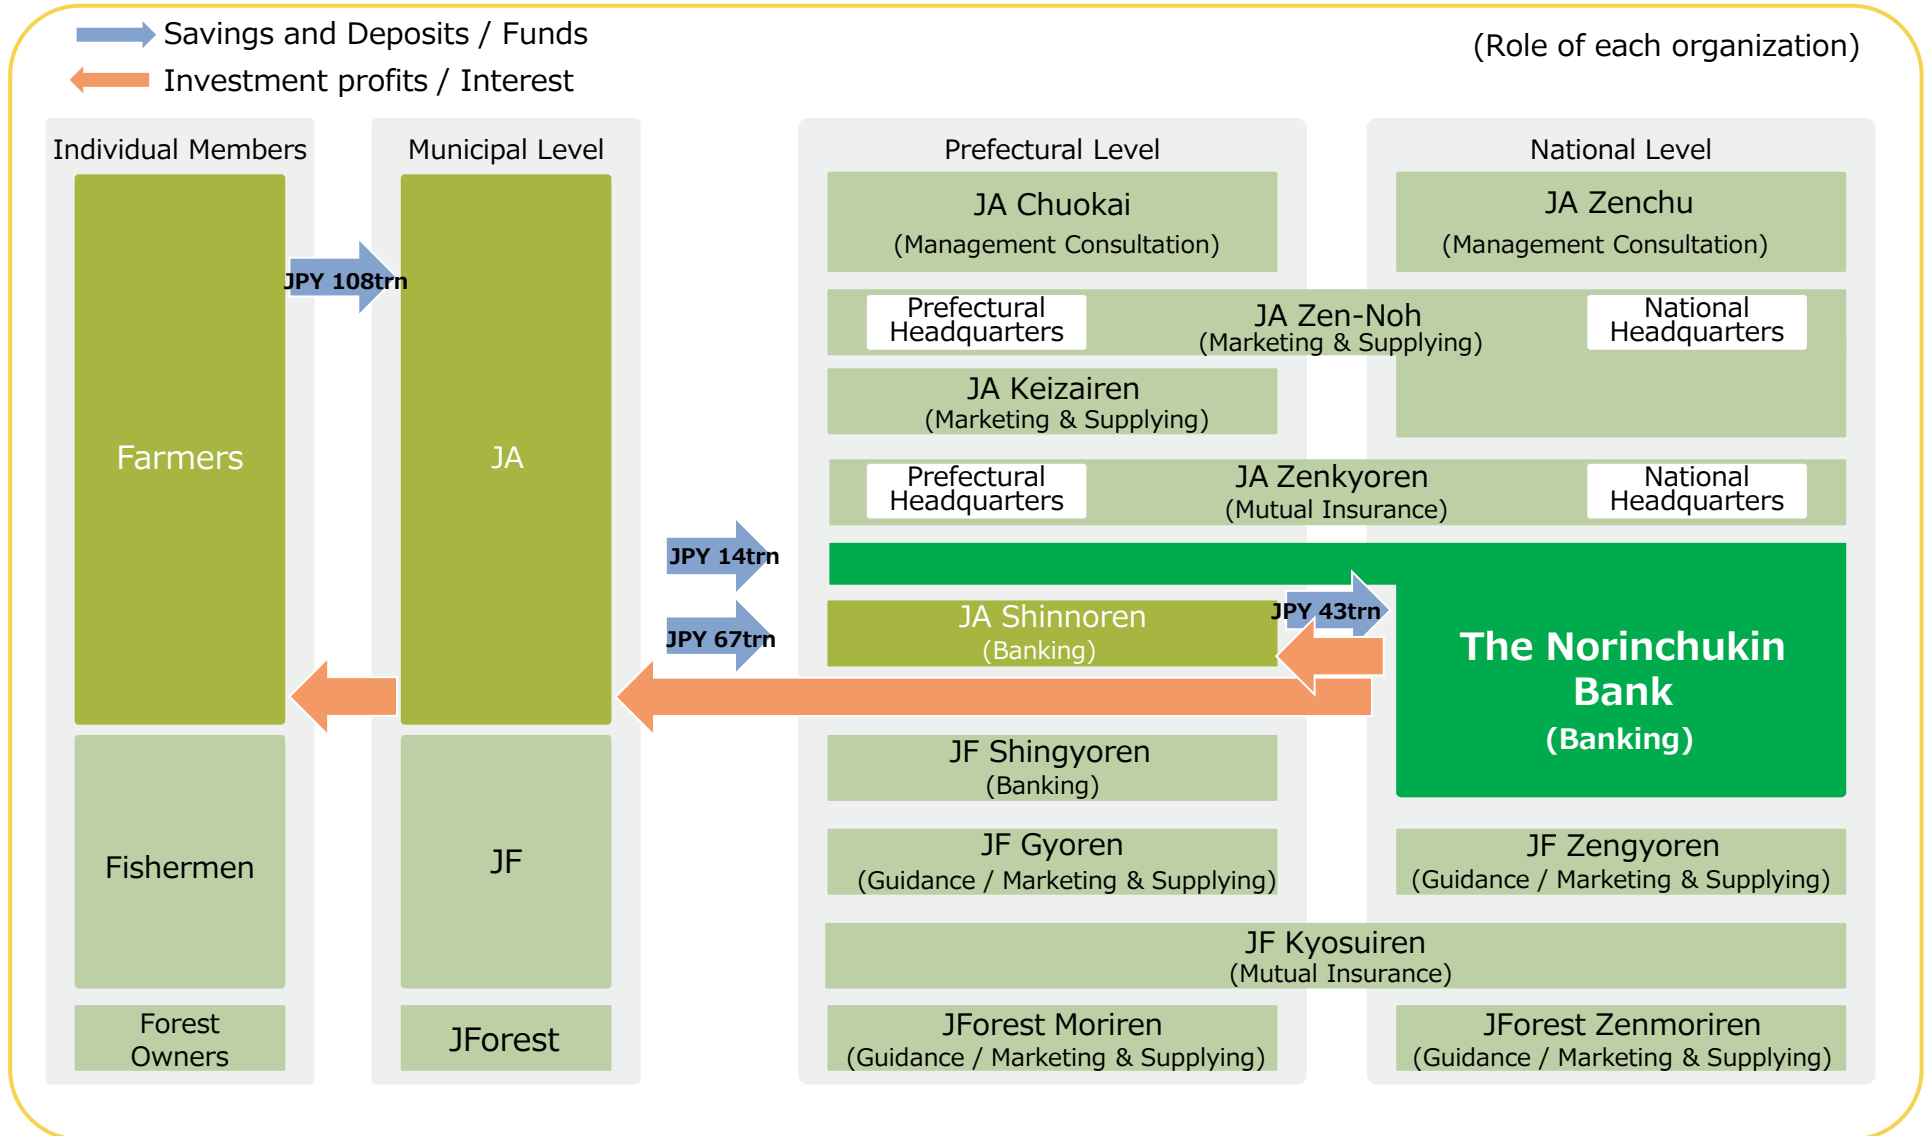 Savings and Deposits / Funds
Investment profits / Interest
(Role of each organization)
Individual Members
Municipal Level
Prefectural Level
National Level
Farmers
JPY 108trn
JA
JA Chuokai
(Management Consultation)
JA Zenchu
(Management Consultation)
Prefectural
Headquarters
JA Zen-Noh
(Marketing & Supplying)
National
Headquarters
JA Keizairen
(Marketing & Supplying)
Prefectural
Headquarters
JA Zenkyoren
(Mutual Insurance)
National
Headquarters
JPY 14trn
JPY 67trn
JA Shinnoren
(Banking)
JPY 43trn
The Norinchukin
Bank
(Banking)
Fishermen
JF
JF Shingyoren
(Banking)
JF Gyoren
(Guidance / Marketing & Supplying)
JF Zengyoren
(Guidance / Marketing & Supplying)
JF Kyosuiren
(Mutual Insurance)
Forest
Owners
JForest
JForest Moriren
(Guidance / Marketing & Supplying)
JForest Zenmoriren
(Guidance / Marketing & Supplying)